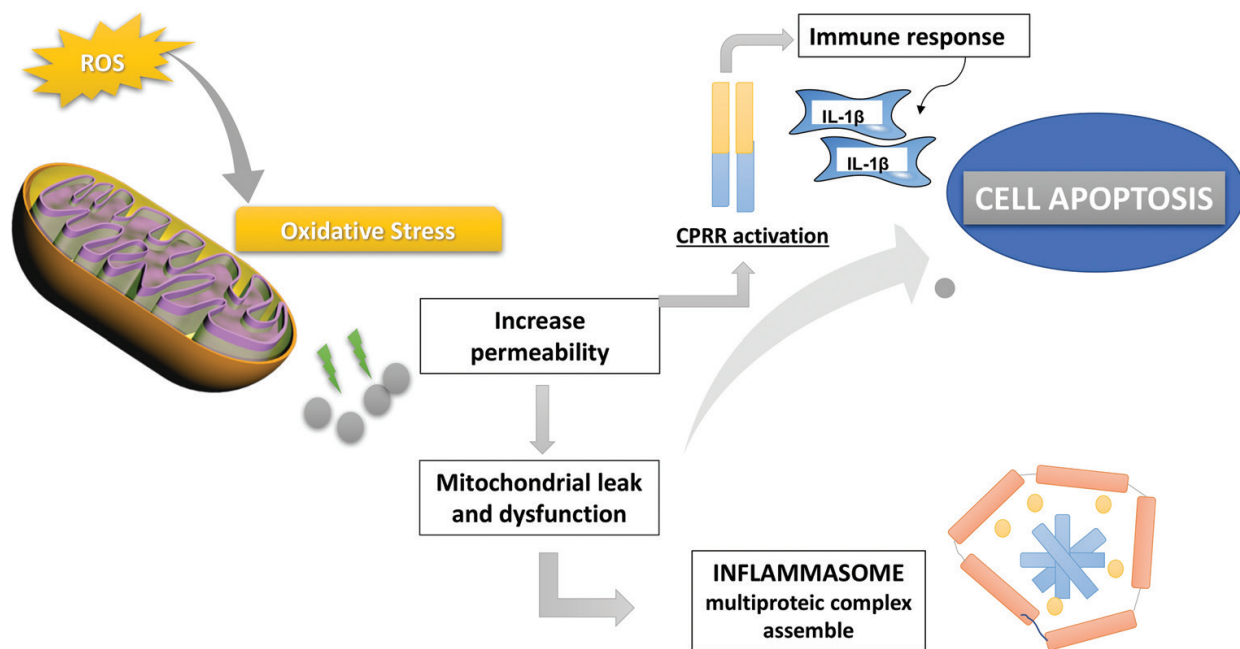 ROS
Oxidative Stress
Increase
permeability
Mitochondrial leak
and dysfunction
CPRR activation
Immune response
IL-1β
IL-1β
CELL APOPTOSIS
INFLAMMASOME
multiproteic complex
assemble